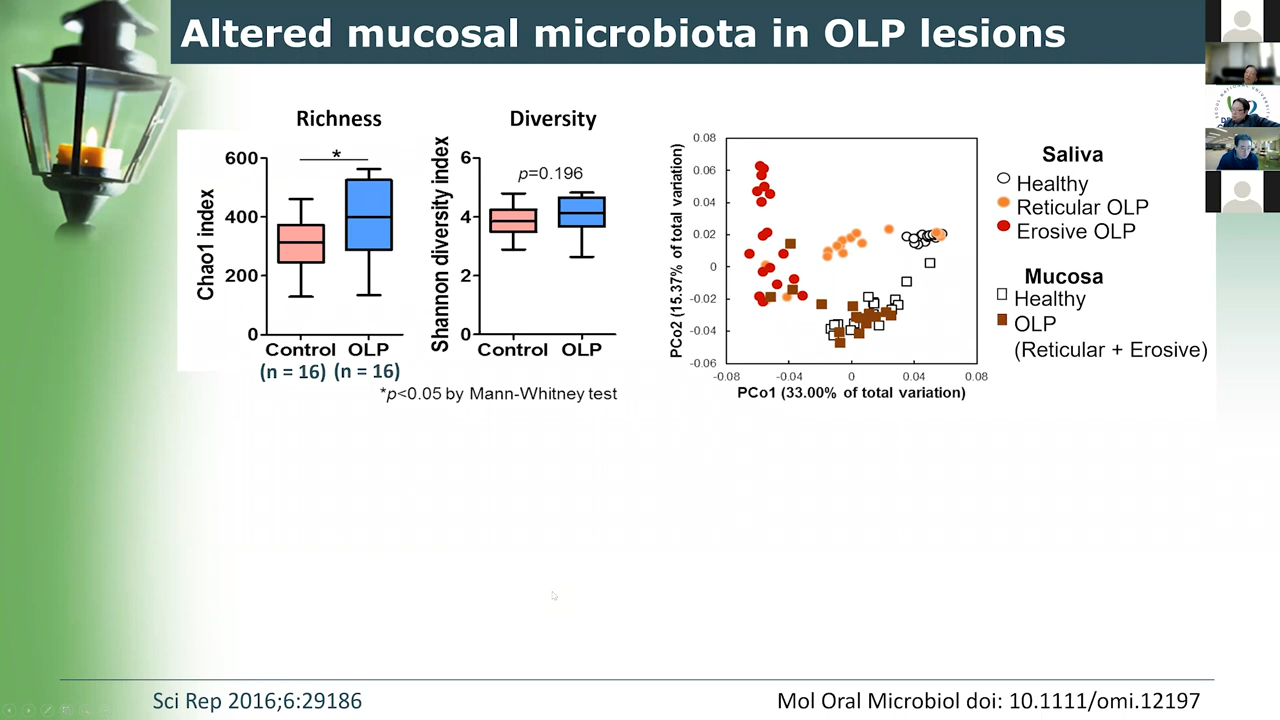 Altered mucosal microbiota in OLP lesions
Richness
Chao1 index
600
400
200
0
*
Control
OLP
(n = 16)
(n = 16)
Diversity
Shannon diversity index
6
4
2
0
p=0.196
Control
OLP
*p<0.05 by Mann-Whitney test
PCo2 (15.37% of total variation)
0.08
0.06
0.04
0.02
0
-0.02
-0.04
-0.06
-0.08
-0.04
0
0.04
0.08
PCo1 (33.00% of total variation)
Saliva
Healthy
Reticular OLP
Erosive OLP
Mucosa
Healthy
OLP
(Reticular + Erosive)
Sci Rep 2016;6:29186
Mol Oral Microbiol doi: 10.1111/omi.12197